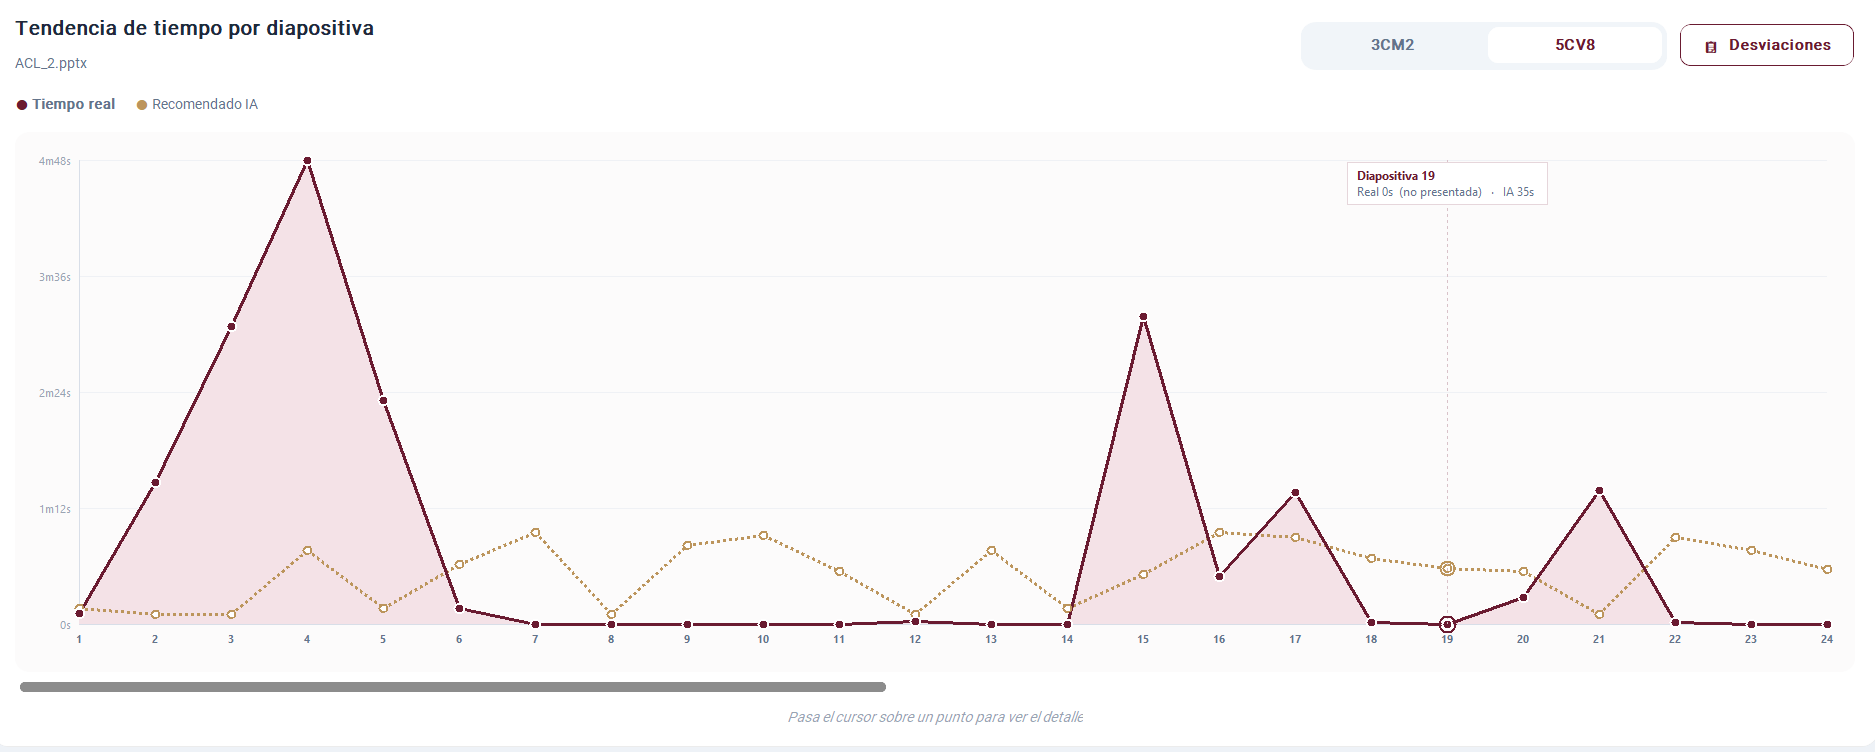 Tendencia de tiempo por diapositiva
ACL_2.pptx
3CM2
5CV8
Desviaciones
Tiempo real
Recomendado IA
4m48s
3m36s
2m24s
1m12s
0s
Diapositiva 19
Real 0s (no presentada) · IA 35s
1 2 3 4 5 6 7 8 9 10 11 12 13 14 15 16 17 18 19 20 21 22 23 24
Pasa el cursor sobre un punto para ver el detalle